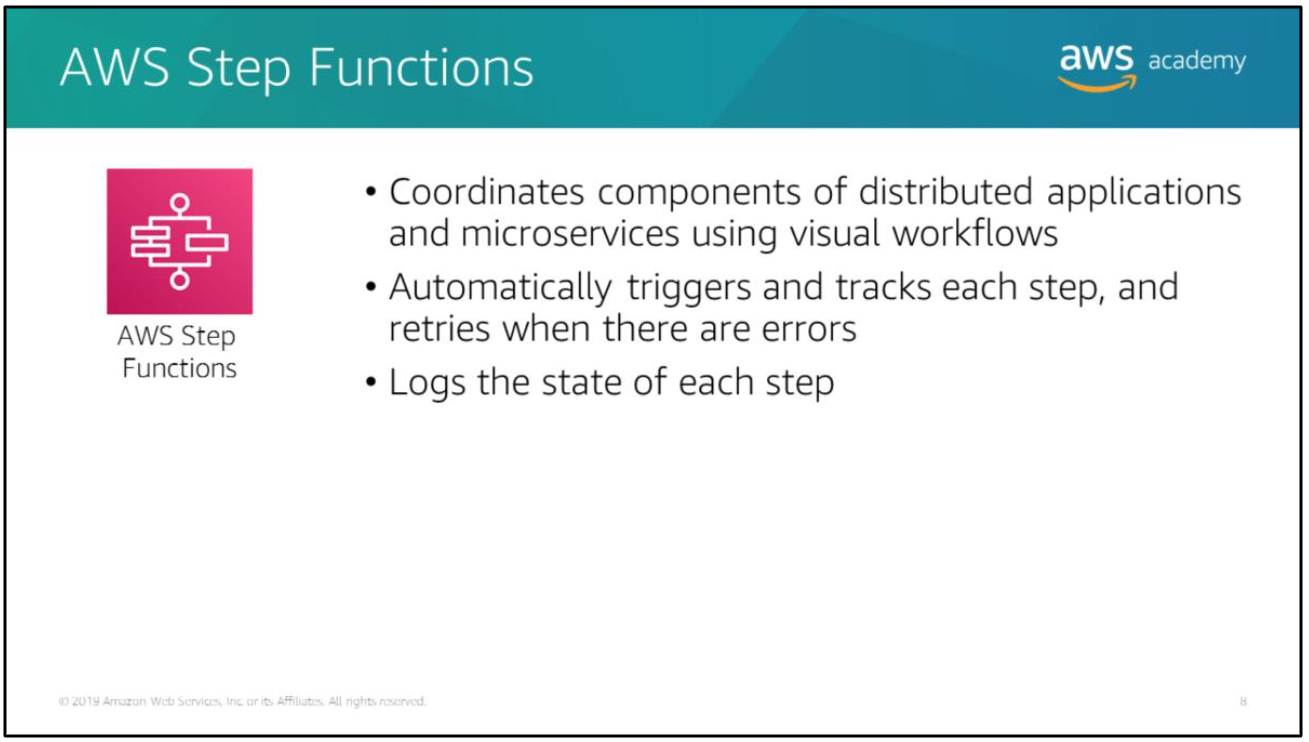 AWS Step Functions
aws academy
AWS Step
Functions
• Coordinates components of distributed applications
and microservices using visual workflows
• Automatically triggers and tracks each step, and
retries when there are errors
• Logs the state of each step
© 2019 Amazon Web Services, Inc. or its Affiliates. All rights reserved.
8